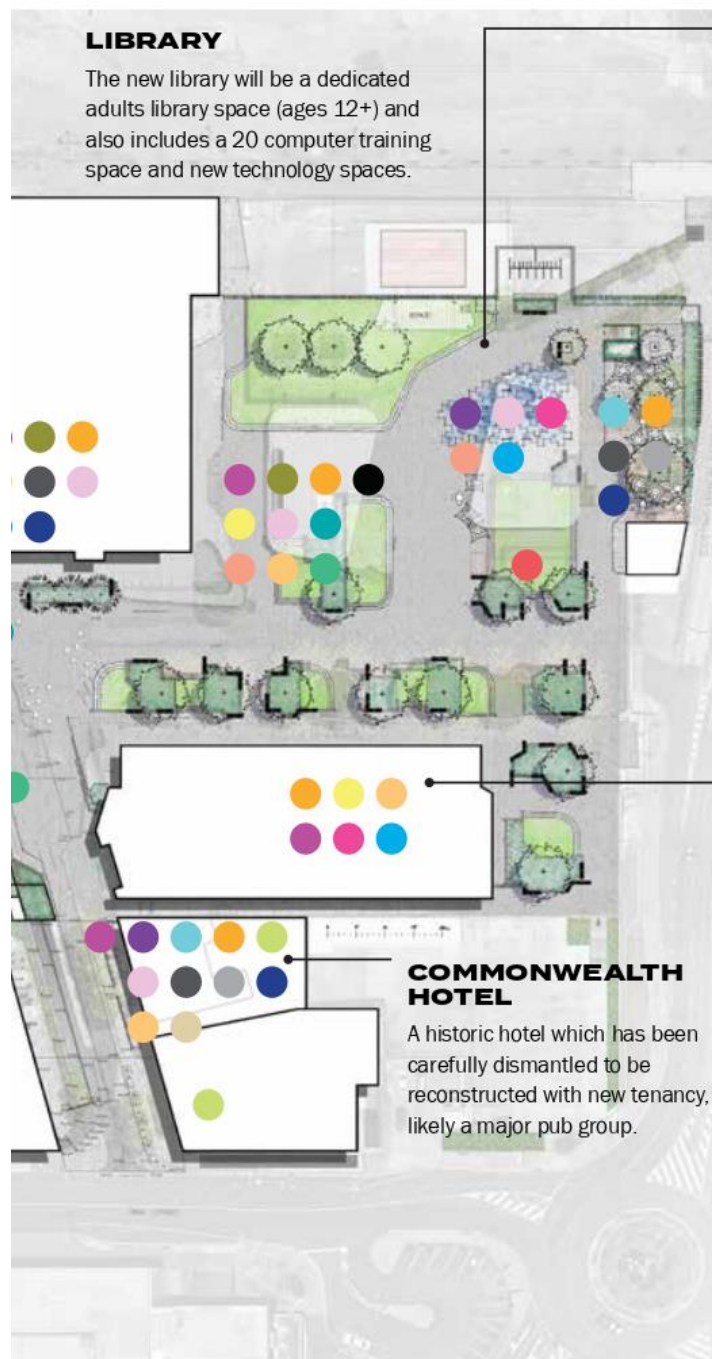 LIBRARY
The new library will be a dedicated
adults library space (ages 12+) and
also includes a 20 computer training
space and new technology spaces.
COMMONWEALTH
HOTEL
A historic hotel which has been
carefully dismantled to be
reconstructed with new tenancy,
likely a major pub group.